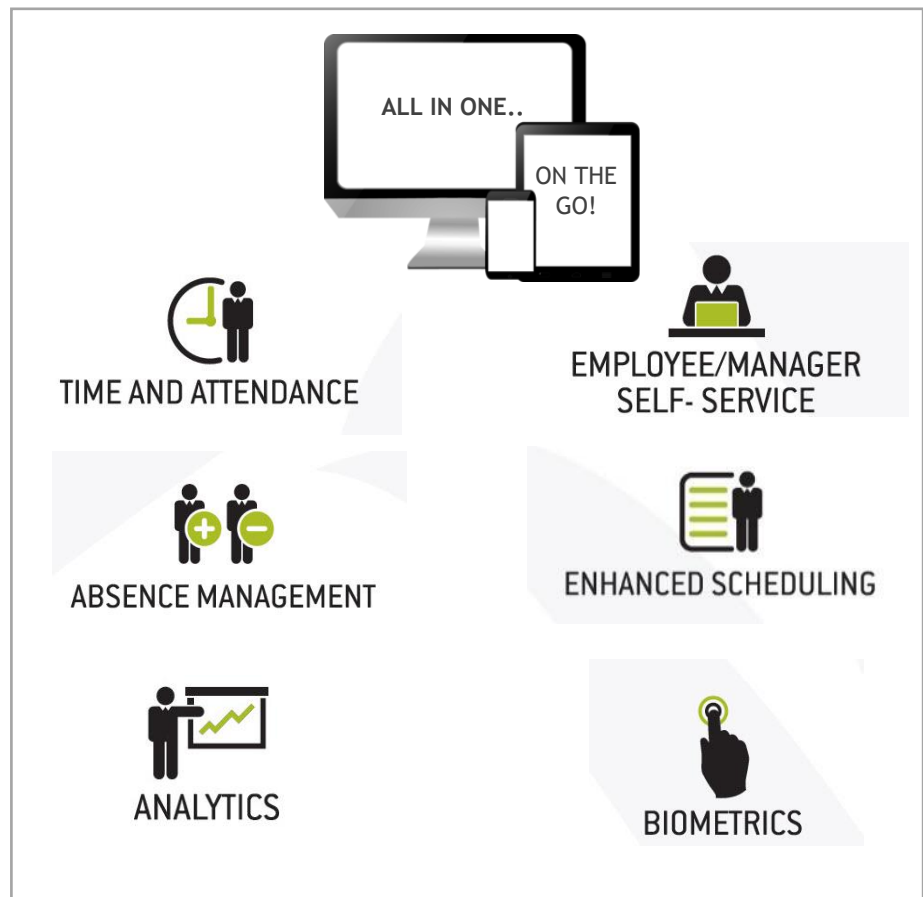 ALL IN ONE..
ON THE
GO!
TIME AND ATTENDANCE
EMPLOYEE/MANAGER
SELF- SERVICE
ABSENCE MANAGEMENT
ENHANCED SCHEDULING
ANALYTICS
BIOMETRICS